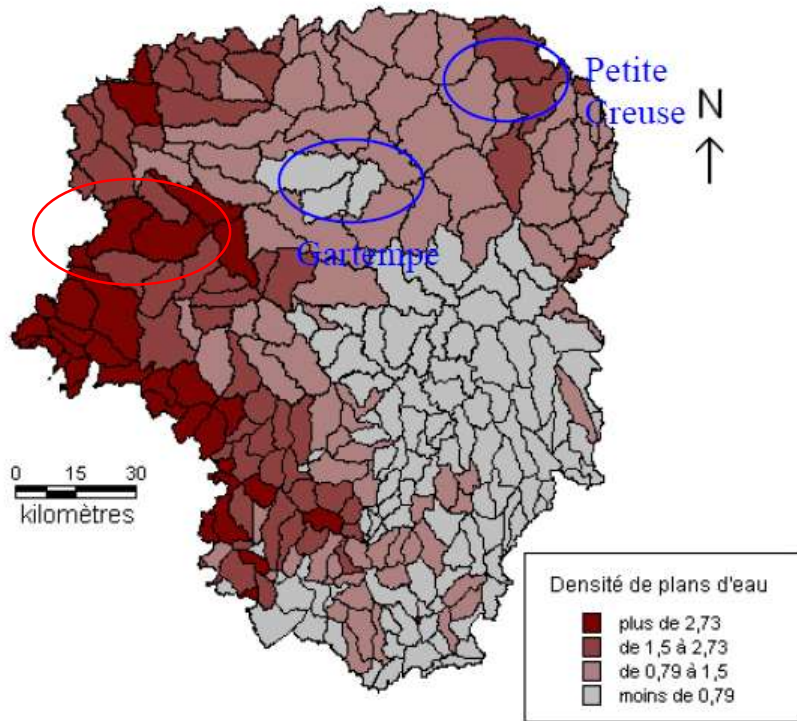 Petite
Creuse
N
Gartempe
0 15 30
kilomètres
Densité de plans d'eau
plus de 2,73
de 1,5 à 2,73
de 0,79 à 1,5
moins de 0,79